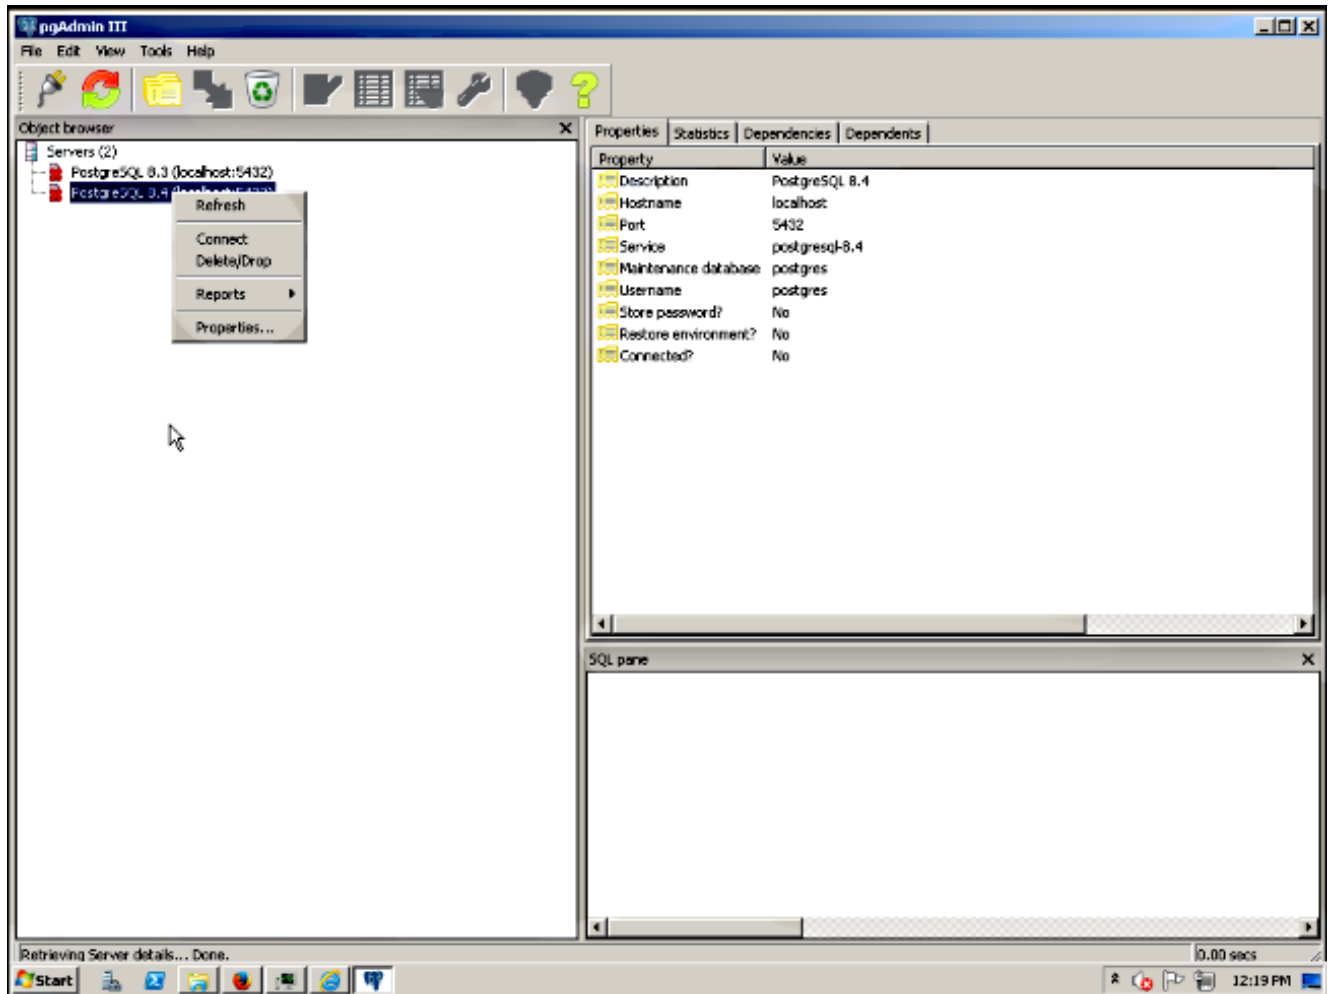 pgAdmin III
File Edit View Tools Help
Object browser
Servers (2)
PostgreSQL 8.3 (localhost:5432)
PostgreSQL 8.4 (localhost:5432)
Refresh
Connect
Delete/Drop
Reports
Properties...
Properties Statistics Dependencies Dependents
Property Value
Description PostgreSQL 8.4
Hostname localhost
Port 5432
Service postgresql-8.4
Maintenance database postgres
Username postgres
Store password? No
Restore environment? No
Connected? No
SQL pane
Retrieving Server details... Done. 0.00 secs
Start 12:19 PM